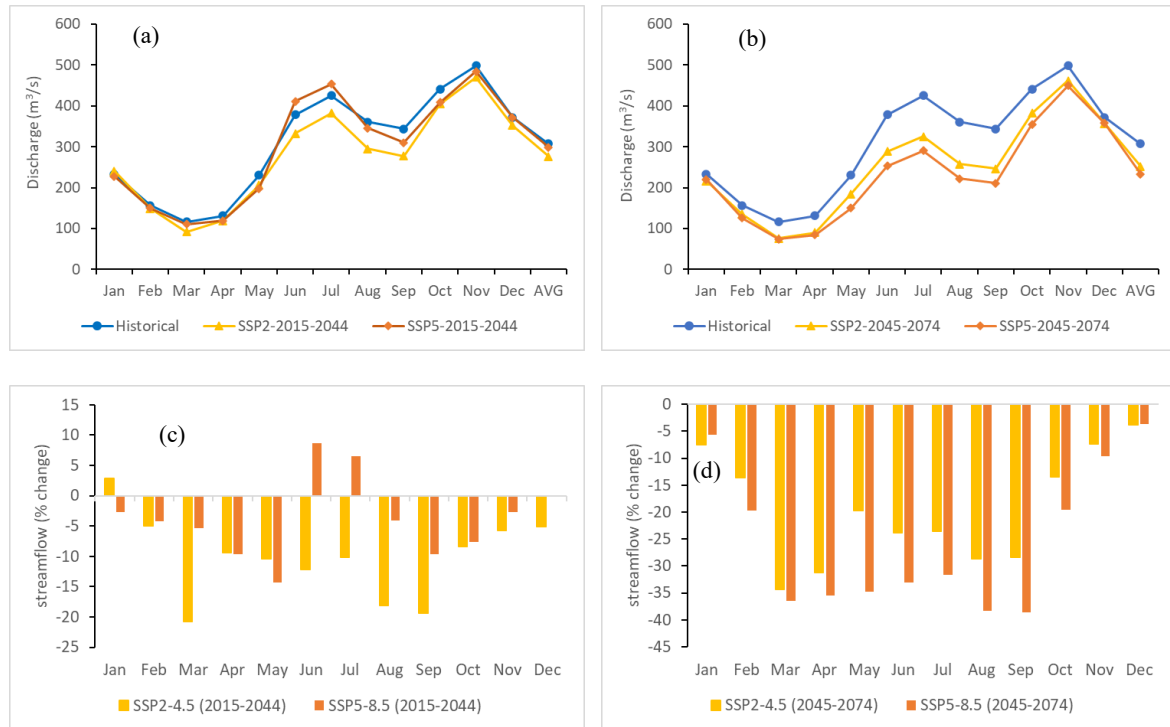 (a)
Discharge (m³/s)
600
500
400
300
200
100
0
Jan Feb Mar Apr May Jun Jul Aug Sep Oct Nov Dec AVG
Historical SSP2-2015-2044 SSP5-2015-2044
(b)
Discharge (m³/s)
600
500
400
300
200
100
0
Jan Feb Mar Apr May Jun Jul Aug Sep Oct Nov Dec AVG
Historical SSP2-2045-2074 SSP5-2045-2074
(c)
streamflow (% change)
15
10
5
0
-5
-10
-15
-20
-25
Jan Feb Mar Apr May Jun Jul Aug Sep Oct Nov Dec
SSP2-4.5 (2015-2044) SSP5-8.5 (2015-2044)
(d)
streamflow (% change)
0
-5
-10
-15
-20
-25
-30
-35
-40
-45
Jan Feb Mar Apr May Jun Jul Aug Sep Oct Nov Dec
SSP2-4.5 (2045-2074) SSP5-8.5 (2045-2074)